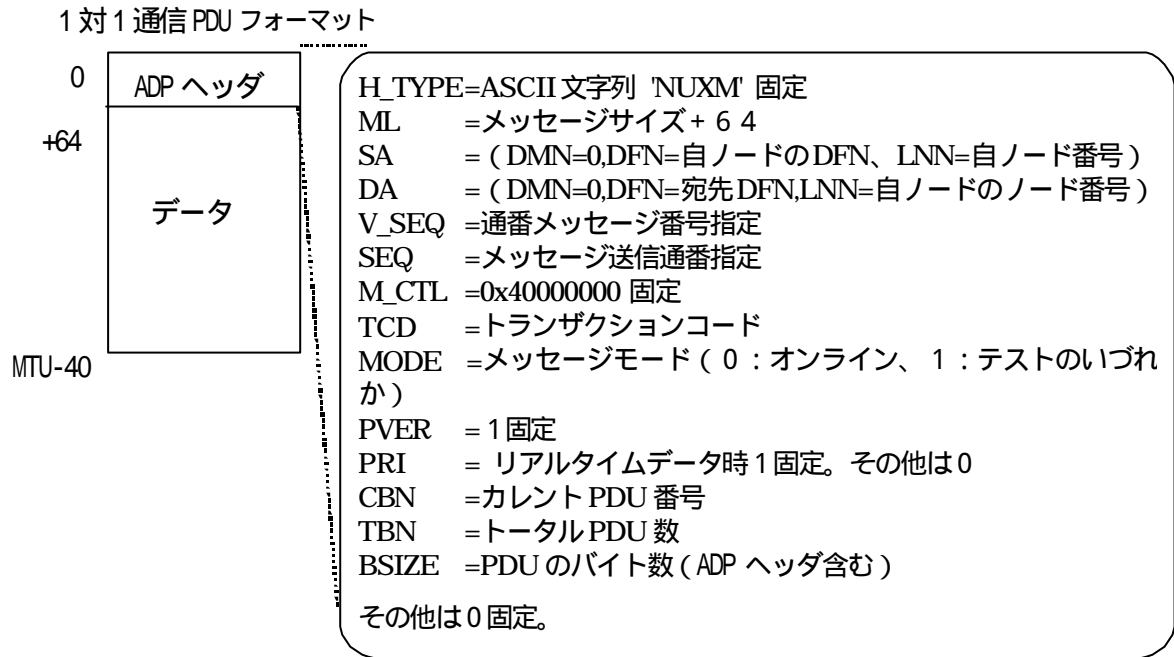 1対1通信PDUフォーマット
0
ADPヘッダ
+64
データ
MTU-40
H_TYPE=ASCII文字列 'NUXM' 固定
ML =メッセージサイズ+64
SA =(DMN=0,DFN=自ノードのDFN、LNN=自ノード番号)
DA =(DMN=0,DFN=宛先DFN,LNN=自ノードのノード番号)
V_SEQ =通番メッセージ番号指定
SEQ =メッセージ送信通番指定
M_CTL =0x40000000 固定
TCD =トランザクションコード
MODE =メッセージモード(0:オンライン、1:テストのいづれ
か)
PVER =1固定
PRI = リアルタイムデータ時1固定。その他は0
CBN =カレントPDU番号
TBN =トータルPDU数
BSIZE =PDUのバイト数(ADPヘッダ含む)
その他は0固定。